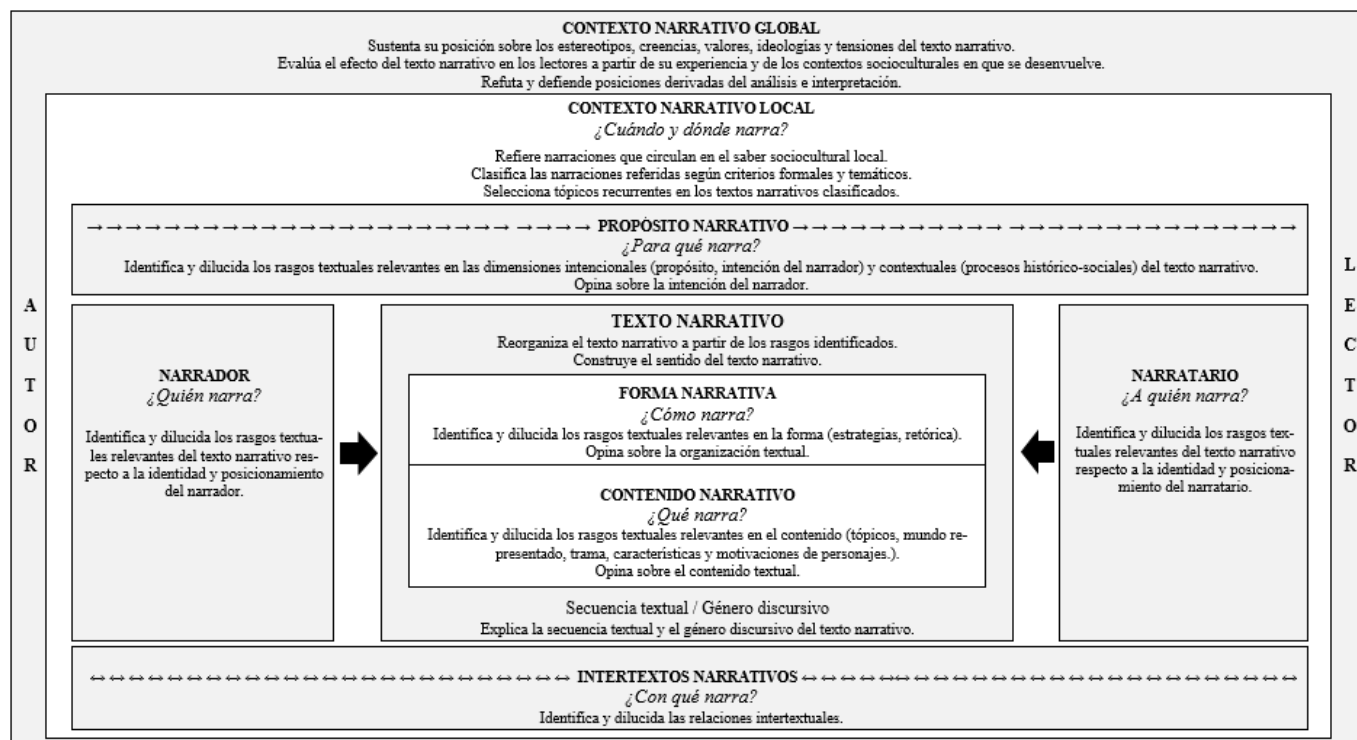 CONTEXTO NARRATIVO GLOBAL
Sustenta su posición sobre los estereotipos, creencias, valores, ideologías y tensiones del texto narrativo.
Evalúa el efecto del texto narrativo en los lectores a partir de su experiencia y de los contextos socioculturales en que se desenvuelve.
Refuta y defiende posiciones derivadas del análisis e interpretación.
CONTEXTO NARRATIVO LOCAL
¿Cuándo y dónde narra?
Refiere narraciones que circulan en el saber sociocultural local.
Clasifica las narraciones referidas según criterios formales y temáticos.
Selecciona tópicos recurrentes en los textos narrativos clasificados.
PROPÓSITO NARRATIVO
¿Para qué narra?
Identifica y dilucida los rasgos textuales relevantes en las dimensiones intencionales (propósito, intención del narrador) y contextuales (procesos histórico-sociales) del texto narrativo.
Opina sobre la intención del narrador.
A
U
T
O
R
NARRADOR
¿Quién narra?
Identifica y dilucida los rasgos textua-
les relevantes del texto narrativo res-
pecto a la identidad y posicionamiento
del narrador.
TEXTO NARRATIVO
Reorganiza el texto narrativo a partir de los rasgos identificados.
Construye el sentido del texto narrativo.
FORMA NARRATIVA
¿Cómo narra?
Identifica y dilucida los rasgos textuales relevantes en la forma (estrategias, retórica).
Opina sobre la organización textual.
CONTENIDO NARRATIVO
¿Qué narra?
Identifica y dilucida los rasgos textuales relevantes en el contenido (tópicos, mundo re-
presentado, trama, características y motivaciones de personajes.).
Opina sobre el contenido textual.
Secuencia textual / Género discursivo
Explica la secuencia textual y el género discursivo del texto narrativo.
NARRATARIO
¿A quién narra?
Identifica y dilucida los rasgos tex-
tuales relevantes del texto narrativo
respecto a la identidad y posiciona-
miento del narratario.
L
E
C
T
O
R
INTERTEXTOS NARRATIVOS
¿Con qué narra?
Identifica y dilucida las relaciones intertextuales.